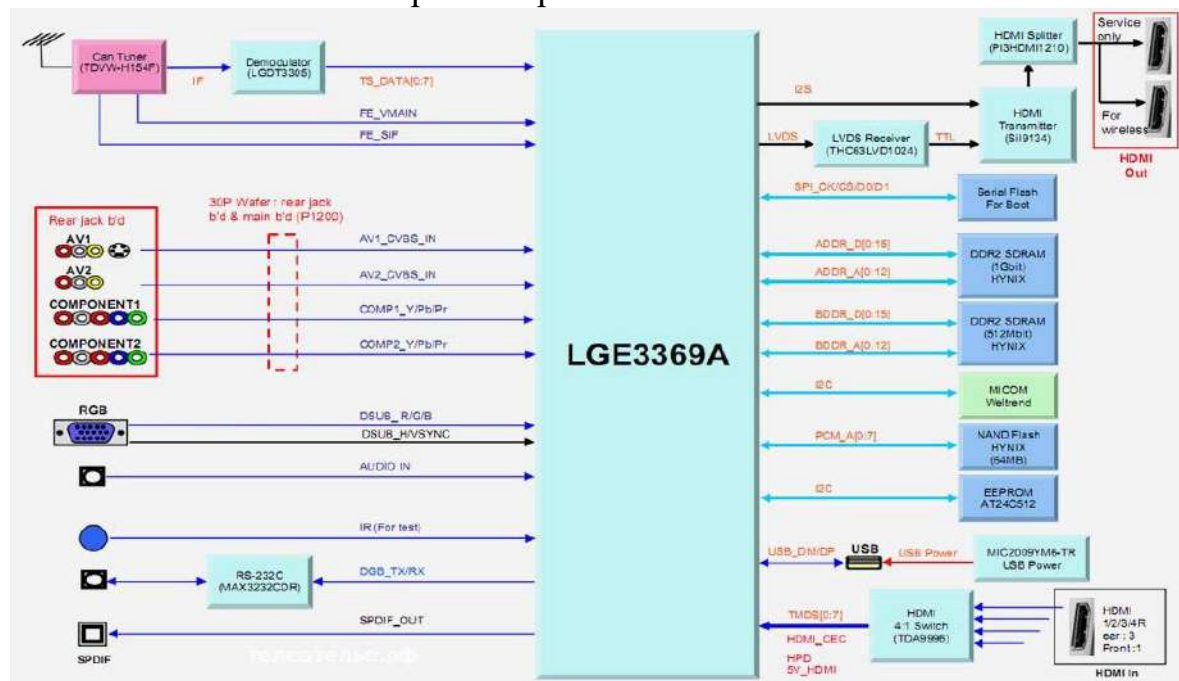 Can Tuner
(TDVW-H154F)
IF
Demodulator
(LGDT3305)
TS_DATA[0:7]
FE_VMAIN
FE_SIF
Rear jack b'd
AV1
AV2
COMPONENT1
COMPONENT2
30P Wafer : rear jack
b'd & main b'd (P1200)
AV1_CVBS_IN
AV2_CVBS_IN
COMP1_Y/Pb/Pr
COMP2_Y/Pb/Pr
RGB
DSUB_R/G/B
DSUB_H/VSYNC
AUDIO IN
IR (For test)
RS-232C
(MAX3232CDR)
DGB_TX/RX
SPDIF_OUT
SPDIF
LGE3369A
I2S
LVDS
LVDS Receiver
(THC63LVD1024)
TTL
HDMI
Transmitter
(SiI9134)
HDMI Splitter
(PI3HDMI1210)
Service
only
For
wireless
HDMI
Out
SPI_CK/CS/D0/D1
Serial Flash
For Boot
ADDR_D[0:15]
ADDR_A[0:12]
DDR2 SDRAM
(1Gbit)
HYNIX
BDDR_D[0:15]
BDDR_A[0:12]
DDR2 SDRAM
(512Mbit)
HYNIX
I2C
MICOM
Weltrend
PCM_A[0:7]
NAND Flash
HYNIX
(64MB)
I2C
EEPROM
AT24C512
USB_DM/DP
USB
USB Power
MIC2009YM6-TR
USB Power
TMDS[0:7]
HDMI_CEC
HPD
5V_HDMI
HDMI
4:1 Switch
(TDA9996)
HDMI
1/2/3/4R
ear : 3
Front :1
HDMI In